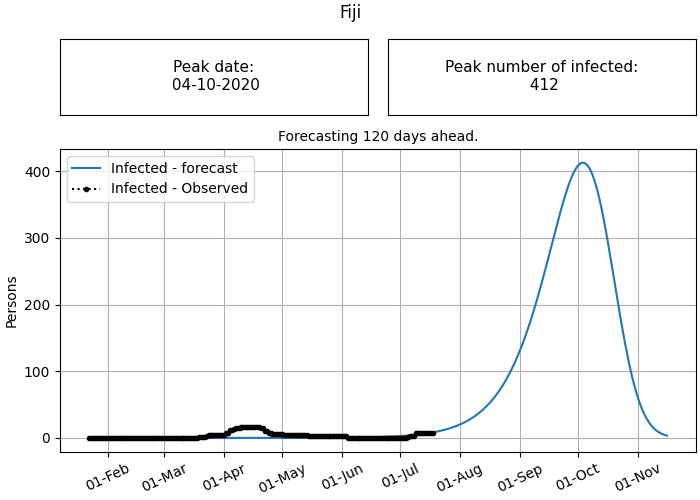 Fiji
Peak date:
04-10-2020
Peak number of infected:
412
Forecasting 120 days ahead.
Infected - forecast
Infected - Observed
Persons
400
300
200
100
0
01-Feb
01-Mar
01-Apr
01-May
01-Jun
01-Jul
01-Aug
01-Sep
01-Oct
01-Nov